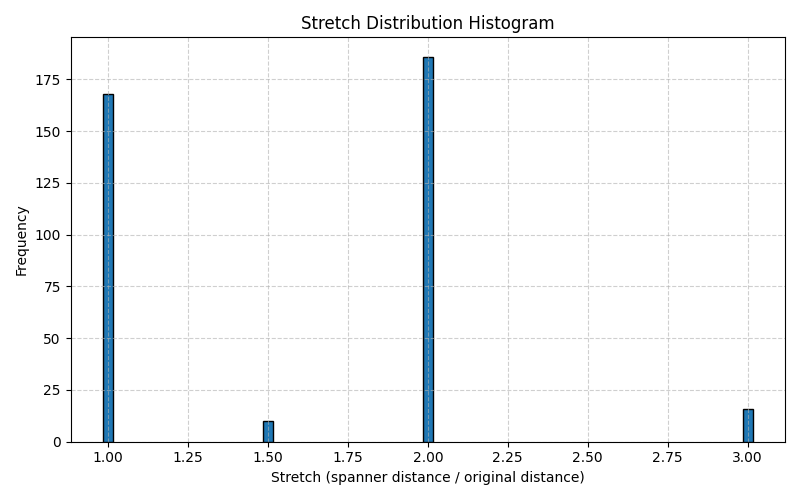 Stretch Distribution Histogram
Frequency
175
150
125
100
75
50
25
0
1.00 1.25 1.50 1.75 2.00 2.25 2.50 2.75 3.00
Stretch (spanner distance / original distance)